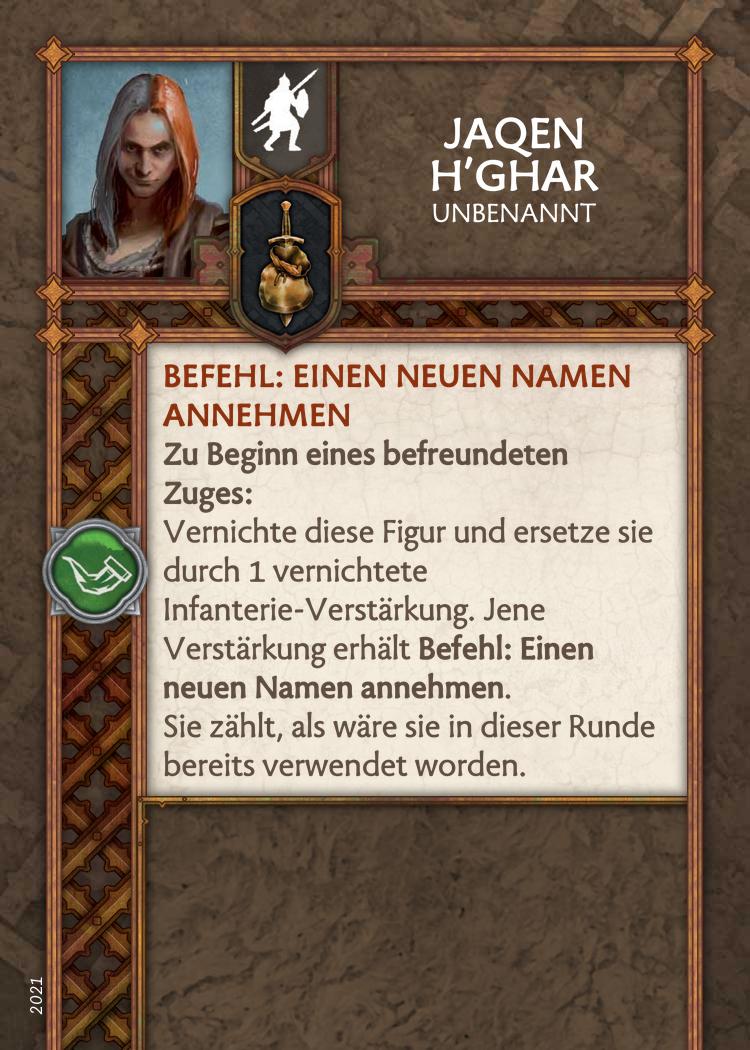 JAQEN
H'GHAR
UNBENANNT
BEFEHL: EINEN NEUEN NAMEN
ANNEHMEN
Zu Beginn eines befreundeten
Zuges:
Vernichte diese Figur und ersetze sie
durch 1 vernichtete
Infanterie-Verstärkung. Jene
Verstärkung erhält Befehl: Einen
neuen Namen annehmen.
Sie zählt, als wäre sie in dieser Runde
bereits verwendet worden.
2021